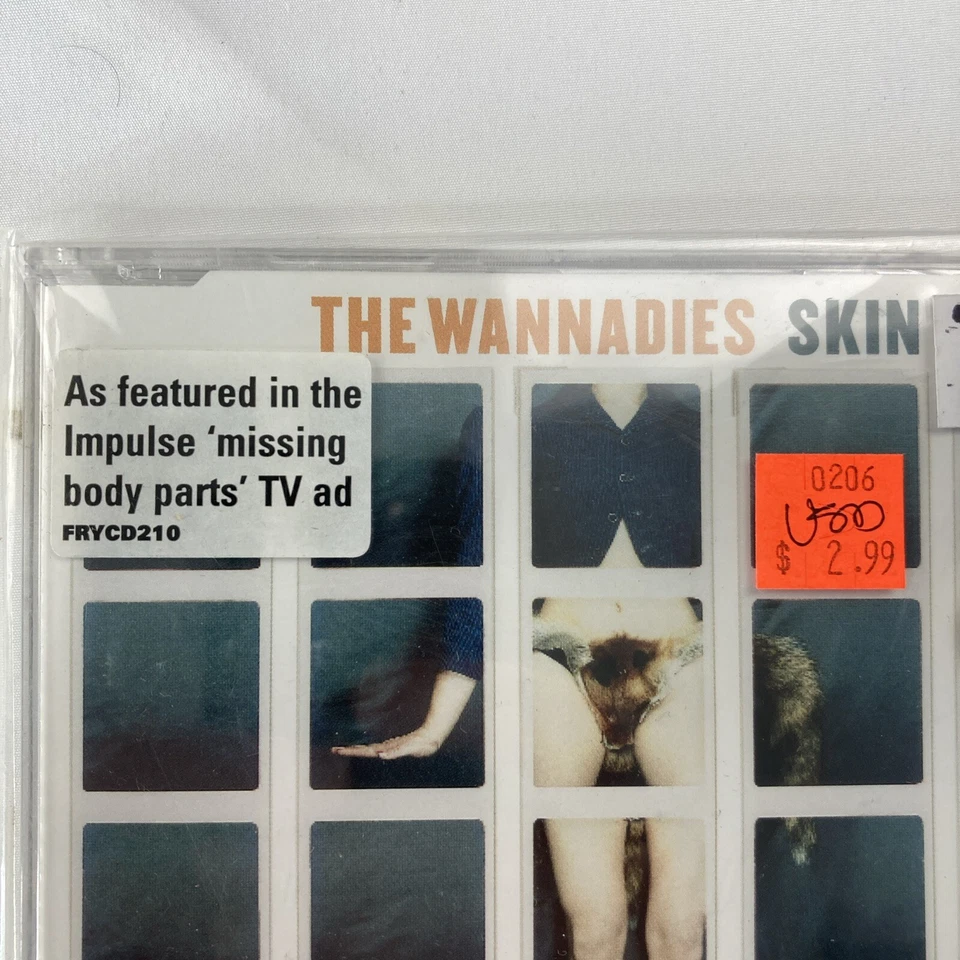 THE WANNADIES SKIN
As featured in the
Impulse ‘missing
body parts’ TV ad
FRYCD210
0206
USED
$ 2.99